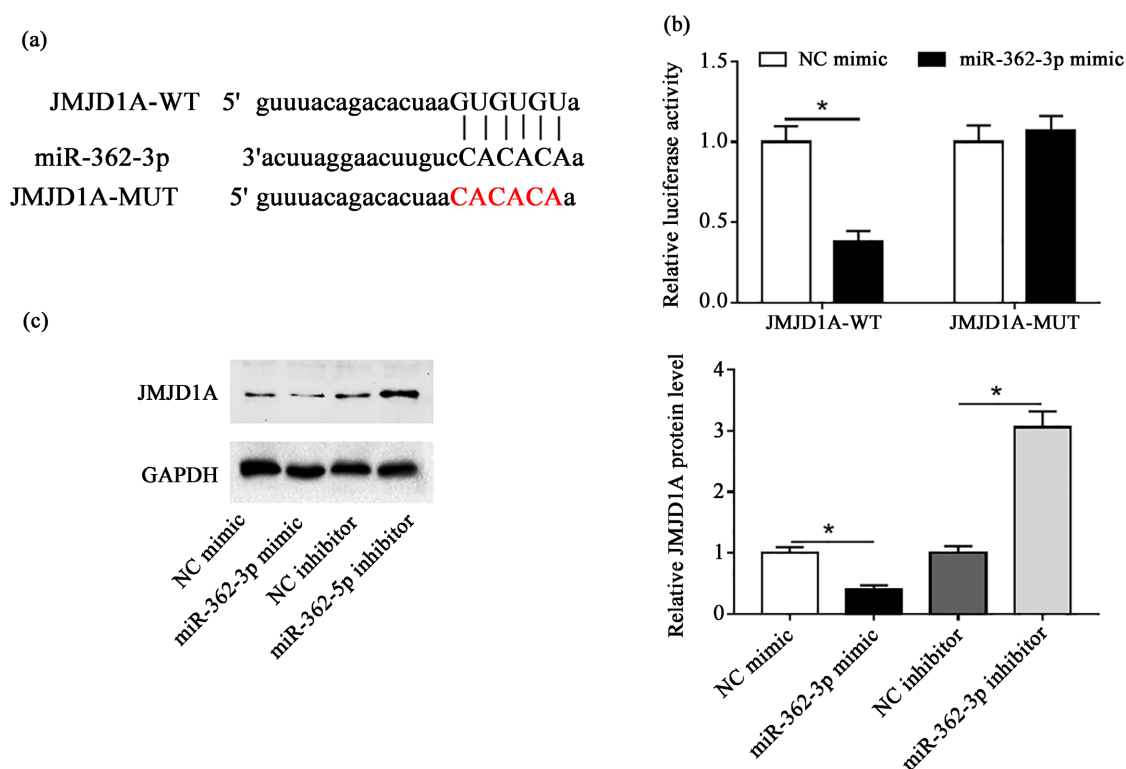 (a)
JMJD1A-WT 5' guuuacagacacuaaGUGUGUa
miR-362-3p 3'acuuaggaacuugucCACACAa
JMJD1A-MUT 5' guuuacagacacuaaCACACAa
(b)
NC mimic miR-362-3p mimic
Relative luciferase activity
1.5
1.0
0.5
0.0
*
JMJD1A-WT JMJD1A-MUT
(c)
JMJD1A
GAPDH
NC mimic
miR-362-3p mimic
NC inhibitor
miR-362-5p inhibitor
Relative JMJD1A protein level
4
3
2
1
0
*
*
NC mimic
miR-362-3p mimic
NC inhibitor
miR-362-3p inhibitor